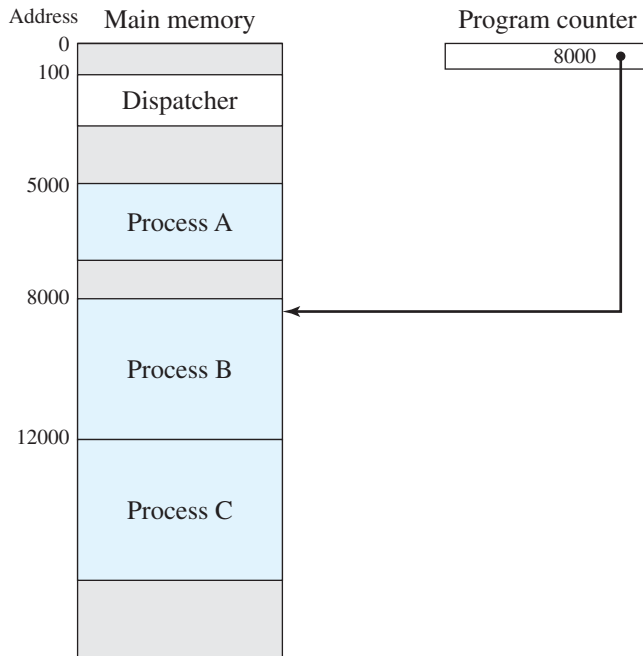 Address Main memory Program counter
0 8000
100
Dispatcher
5000
Process A
8000
Process B
12000
Process C